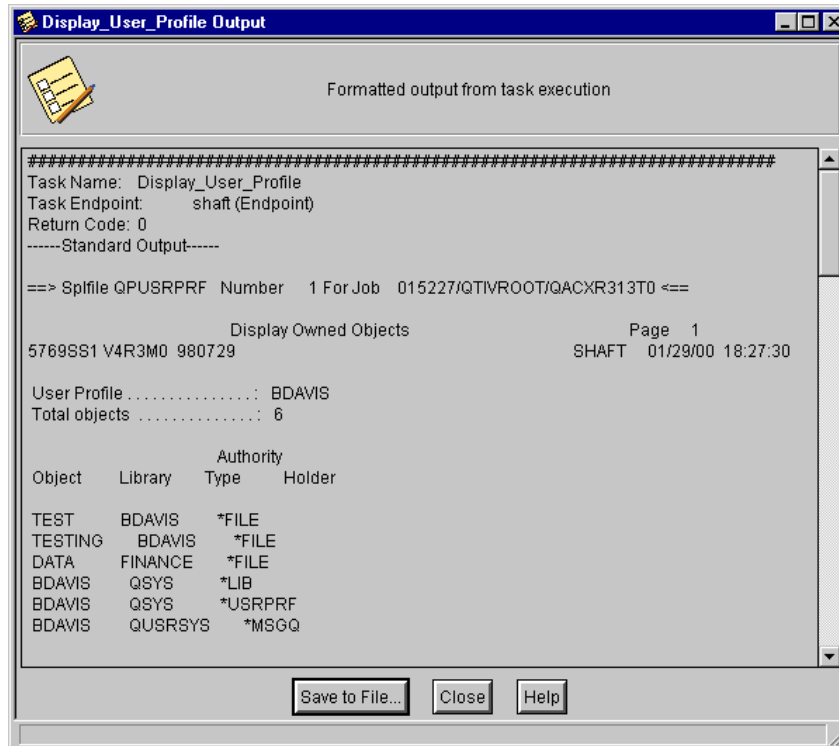 Display_User_Profile Output
Formatted output from task execution
###########################################################################
Task Name: Display_User_Profile
Task Endpoint: shaft (Endpoint)
Return Code: 0
------Standard Output------
==> Splfile QPUSRPRF Number 1 For Job 015227/QTIVROOT/QACXR313T0 <==
Display Owned Objects Page 1
5769SS1 V4R3M0 980729 SHAFT 01/29/00 18:27:30
User Profile . . . . . . . . . . . . . . . : BDAVIS
Total objects . . . . . . . . . . . . . . : 6
Authority
Object Library Type Holder
TEST BDAVIS *FILE
TESTING BDAVIS *FILE
DATA FINANCE *FILE
BDAVIS QSYS *LIB
BDAVIS QSYS *USRPRF
BDAVIS QUSRSYS *MSGQ
Save to File... Close Help